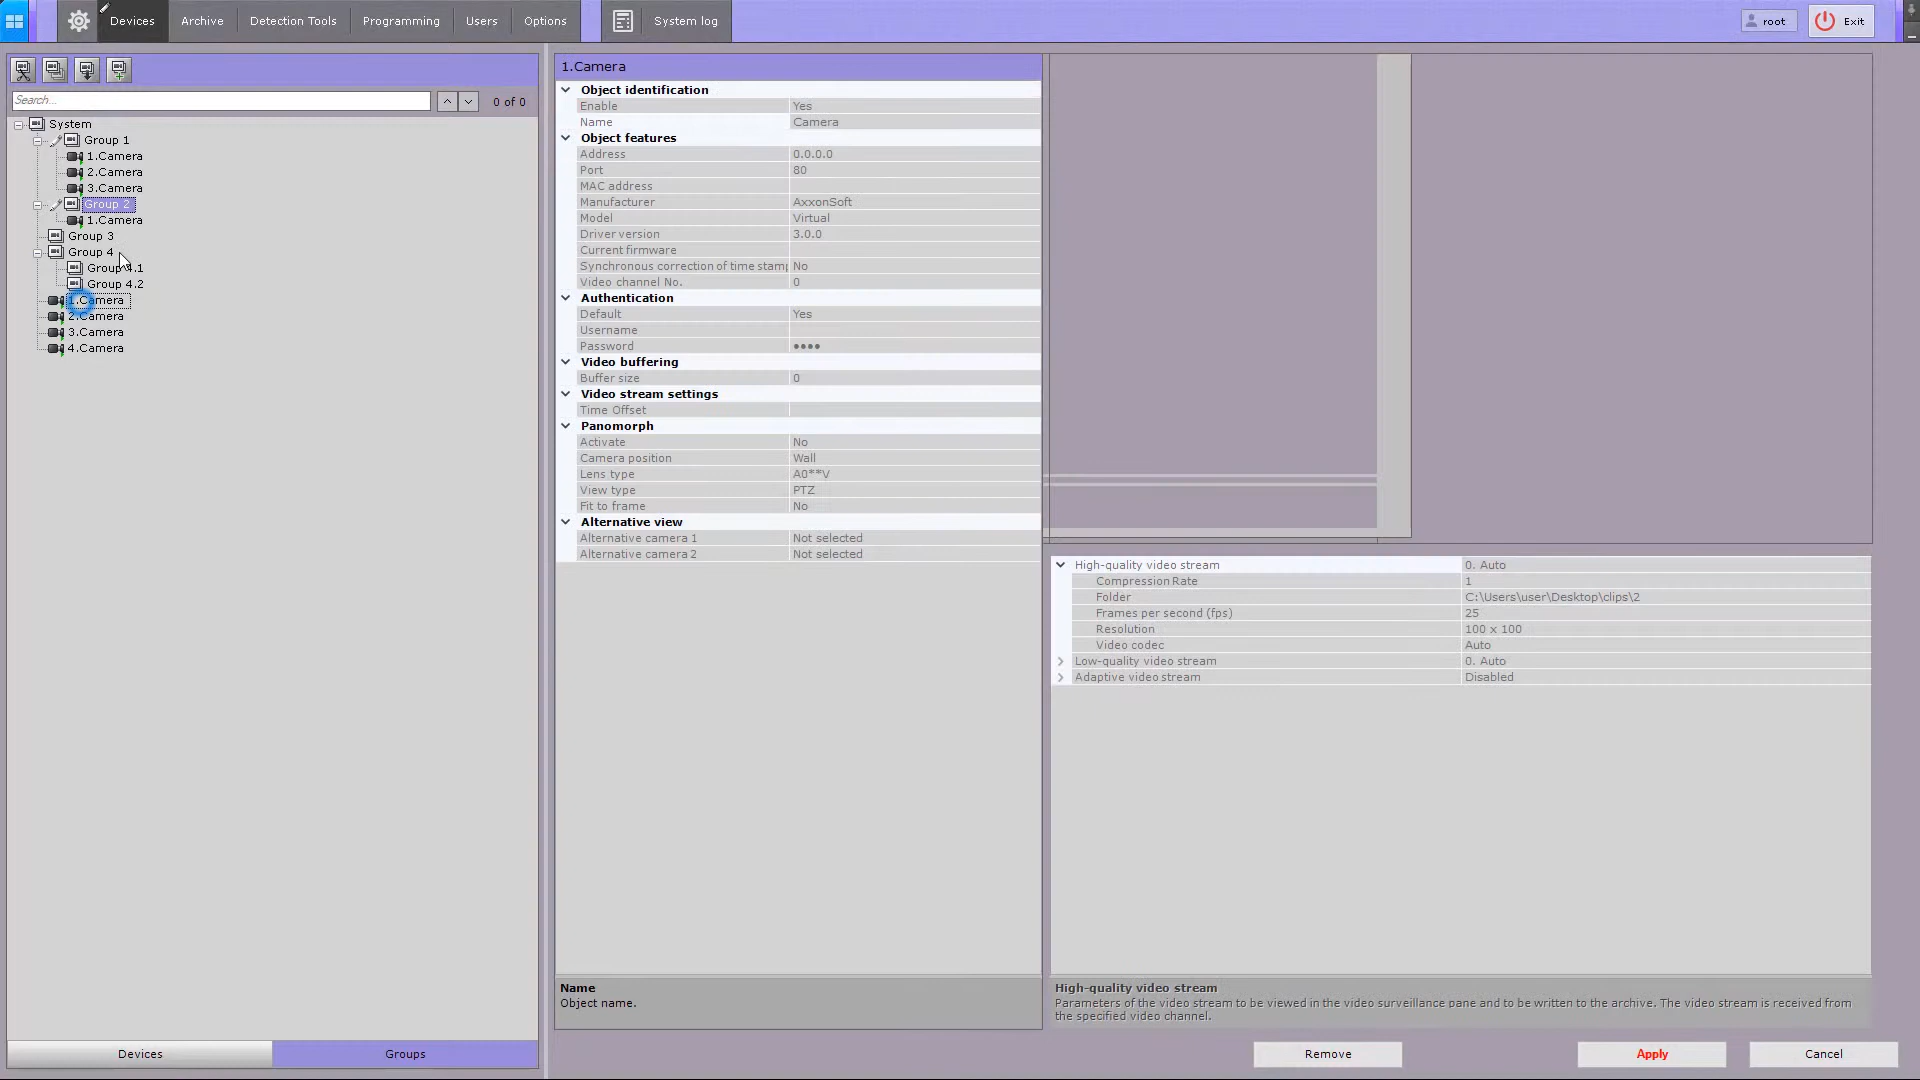 Devices Archive Detection Tools Programming Users Options System log root Exit
Search... 0 of 0
System
Group 1
1.Camera
2.Camera
3.Camera
Group 2
1.Camera
Group 3
Group 4
Group 4.1
Group 4.2
1.Camera
2.Camera
3.Camera
4.Camera
Devices Groups
1.Camera
Object identification
Enable Yes
Name Camera
Object features
Address 0.0.0.0
Port 80
MAC address
Manufacturer AxxonSoft
Model Virtual
Driver version 3.0.0
Current firmware
Synchronous correction of time stamp No
Video channel No. 0
Authentication
Default Yes
Username
Password ●●●●
Video buffering
Buffer size 0
Video stream settings
Time Offset
Panomorph
Activate No
Camera position Wall
Lens type A0**V
View type PTZ
Fit to frame No
Alternative view
Alternative camera 1 Not selected
Alternative camera 2 Not selected
Name
Object name.
High-quality video stream 0. Auto
Compression Rate 1
Folder C:\Users\user\Desktop\clips\2
Frames per second (fps) 25
Resolution 100 x 100
Video codec Auto
Low-quality video stream 0. Auto
Adaptive video stream Disabled
High-quality video stream
Parameters of the video stream to be viewed in the video surveillance pane and to be written to the archive. The video stream is received from
the specified video channel.
Remove Apply Cancel